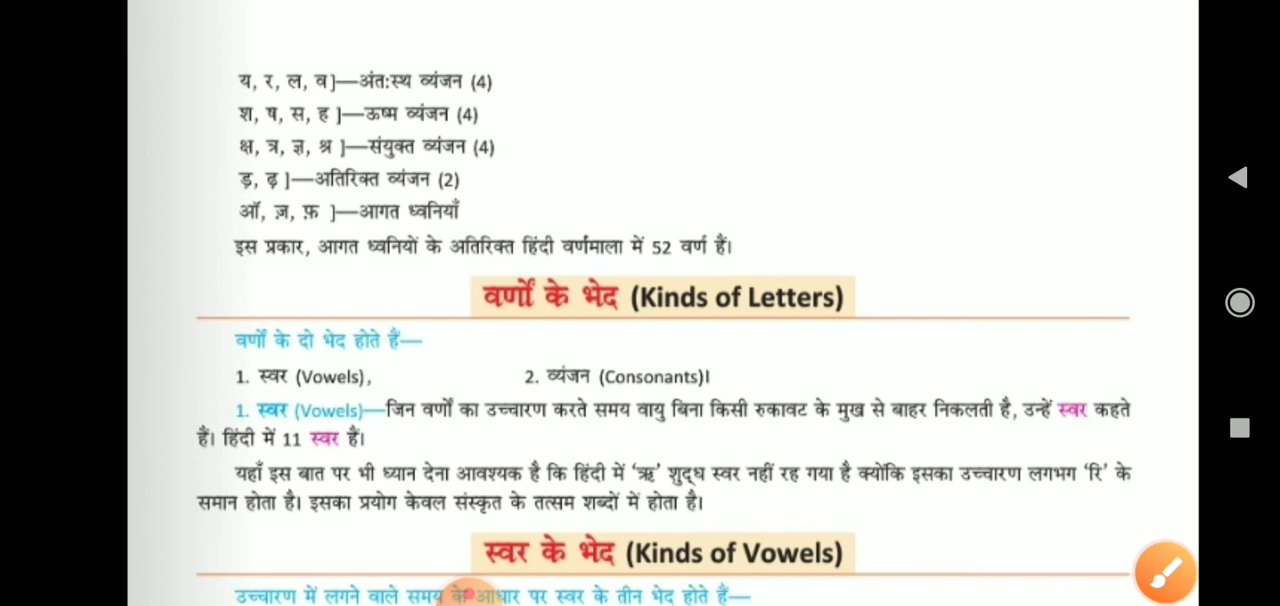 य, र, ल, व]—अंत:स्थ व्यंजन (4)
श, ष, स, ह ]—ऊष्म व्यंजन (4)
क्ष, त्र, ज्ञ, श्र ]—संयुक्त व्यंजन (4)
ड़, ढ़ ]—अतिरिक्त व्यंजन (2)
ऑ, ज़, फ़ ]—आगत ध्वनियाँ
इस प्रकार, आगत ध्वनियों के अतिरिक्त हिंदी वर्णमाला में 52 वर्ण हैं।
वर्णों के भेद (Kinds of Letters)
वर्णों के दो भेद होते हैं—
1. स्वर (Vowels), 2. व्यंजन (Consonants)।
1. स्वर (Vowels)—जिन वर्णों का उच्चारण करते समय वायु बिना किसी रुकावट के मुख से बाहर निकलती है, उन्हें स्वर कहते
हैं। हिंदी में 11 स्वर हैं।
यहाँ इस बात पर भी ध्यान देना आवश्यक है कि हिंदी में ‘ऋ’ शुद्ध स्वर नहीं रह गया है क्योंकि इसका उच्चारण लगभग ‘रि’ के
समान होता है। इसका प्रयोग केवल संस्कृत के तत्सम शब्दों में होता है।
स्वर के भेद (Kinds of Vowels)
उच्चारण में लगने वाले समय के आधार पर स्वर के तीन भेद होते हैं—